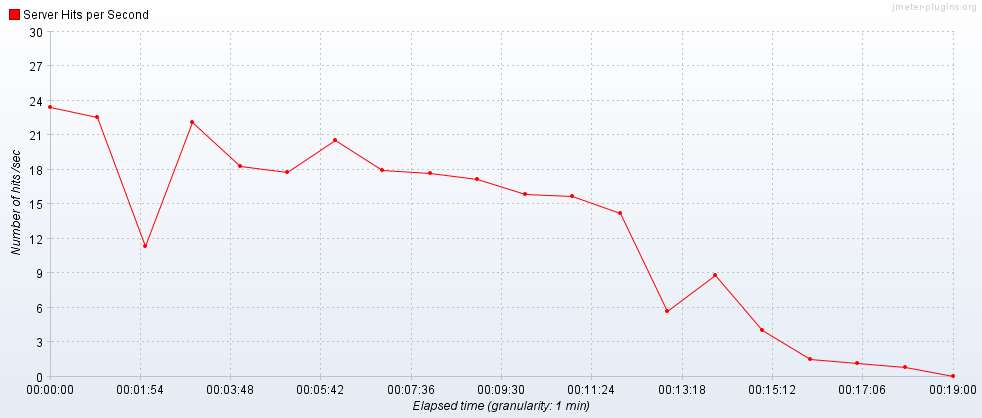 jmeter-plugins.org
Server Hits per Second
30
27
24
21
18
15
12
9
6
3
0
Number of hits /sec
00:00:00 00:01:54 00:03:48 00:05:42 00:07:36 00:09:30 00:11:24 00:13:18 00:15:12 00:17:06 00:19:00
Elapsed time (granularity: 1 min)